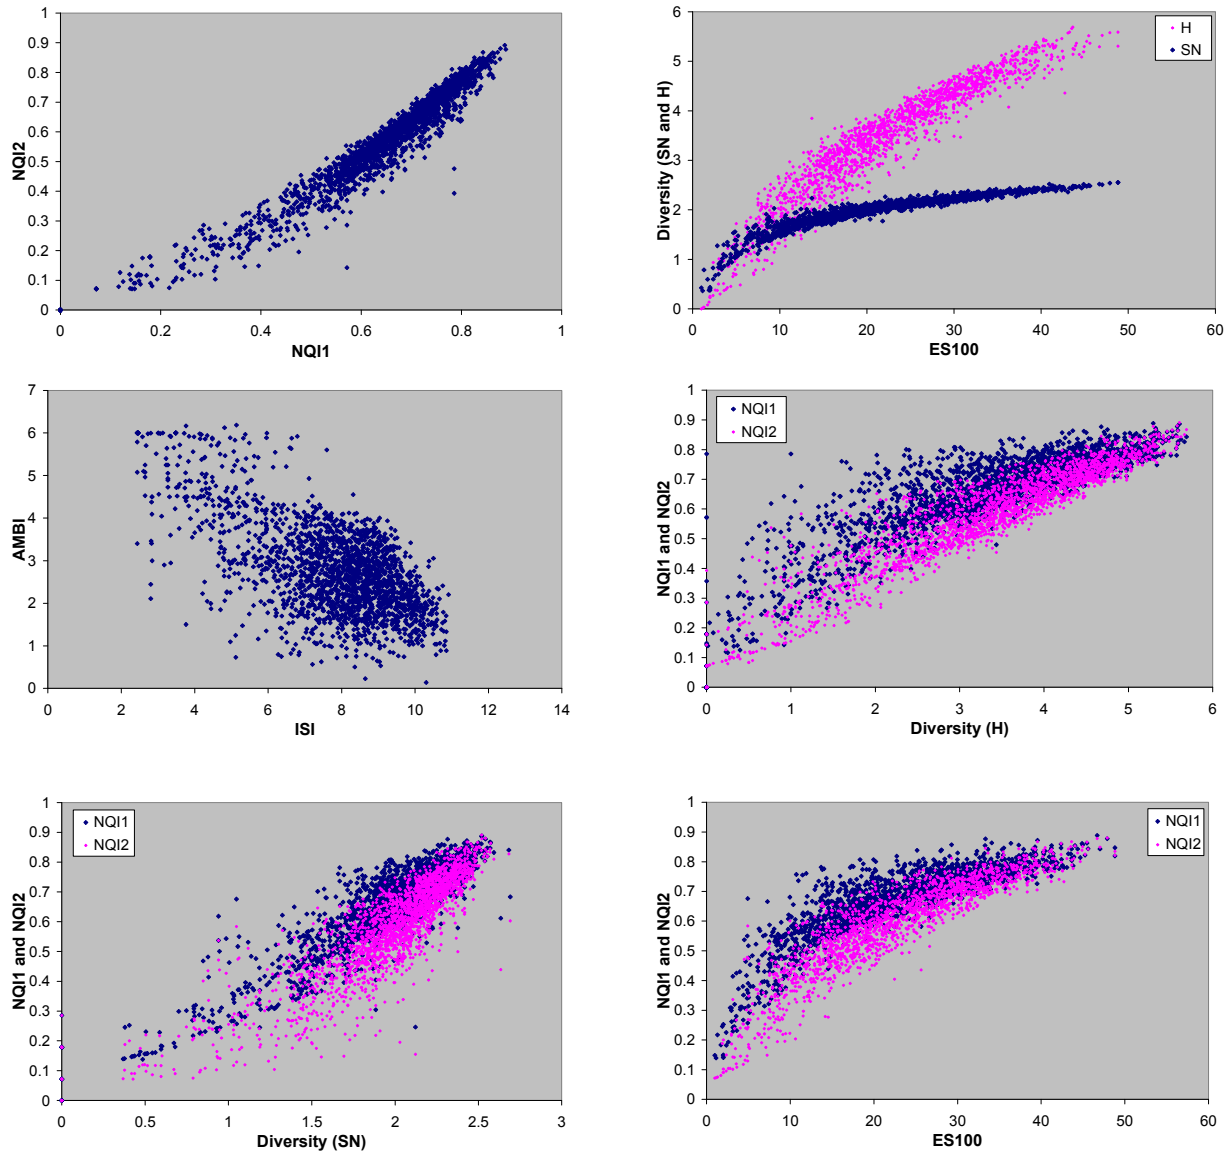 1
0.9
0.8
0.7
0.6
0.5
0.4
0.3
0.2
0.1
0
NQI2
0 0.2 0.4 0.6 0.8 1
NQI1
6
5
4
3
2
1
0
Diversity (SN and H)
H
SN
0 10 20 30 40 50 60
ES100
7
6
5
4
3
2
1
0
AMBI
0 2 4 6 8 10 12 14
ISI
1
0.9
0.8
0.7
0.6
0.5
0.4
0.3
0.2
0.1
0
NQI1 and NQI2
NQI1
NQI2
0 1 2 3 4 5 6
Diversity (H)
1
0.9
0.8
0.7
0.6
0.5
0.4
0.3
0.2
0.1
0
NQI1 and NQI2
NQI1
NQI2
0 0.5 1 1.5 2 2.5 3
Diversity (SN)
1
0.9
0.8
0.7
0.6
0.5
0.4
0.3
0.2
0.1
0
NQI1 and NQI2
NQI1
NQI2
0 10 20 30 40 50 60
ES100